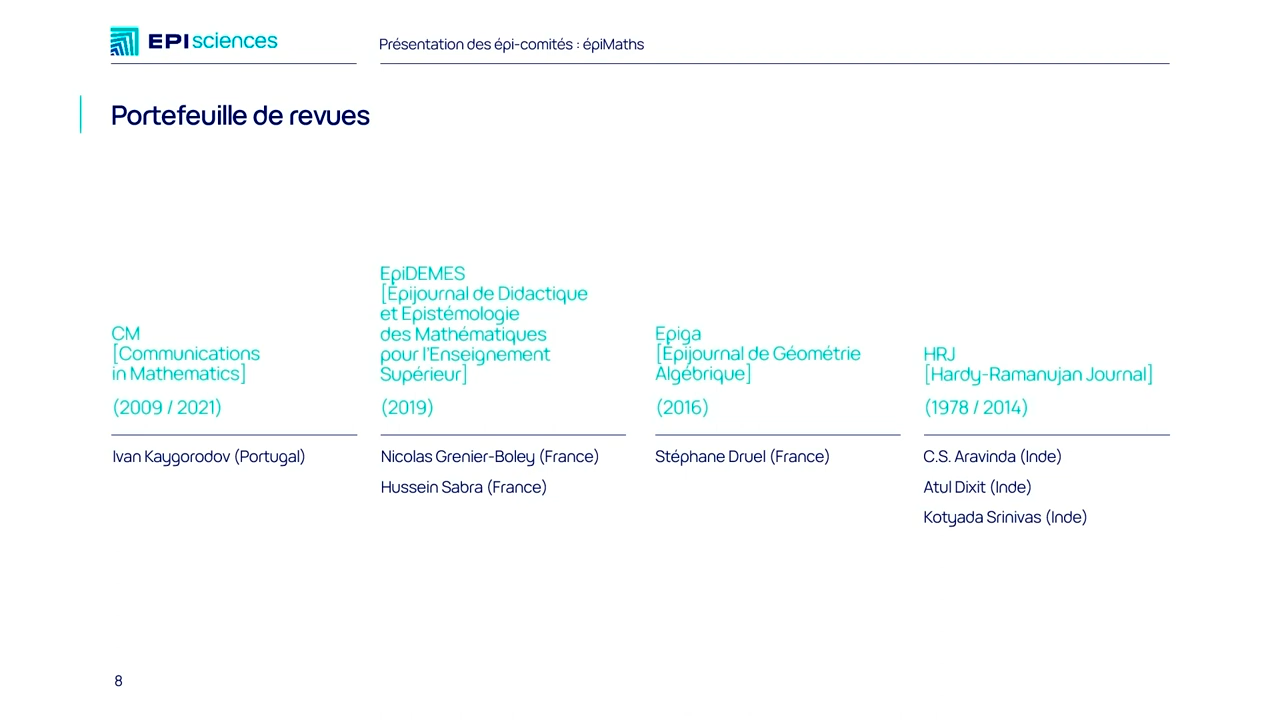 EPIsciences
Présentation des épi-comités : épiMaths
Portefeuille de revues
CM
[Communications
in Mathematics]
(2009 / 2021)
Ivan Kaygorodov (Portugal)
EpiDEMES
[Épijournal de Didactique
et Epistémologie
des Mathématiques
pour l'Enseignement
Supérieur]
(2019)
Nicolas Grenier-Boley (France)
Hussein Sabra (France)
Epiga
[Épijournal de Géométrie
Algébrique]
(2016)
Stéphane Druel (France)
HRJ
[Hardy-Ramanujan Journal]
(1978 / 2014)
C.S. Aravinda (Inde)
Atul Dixit (Inde)
Kotyada Srinivas (Inde)
8